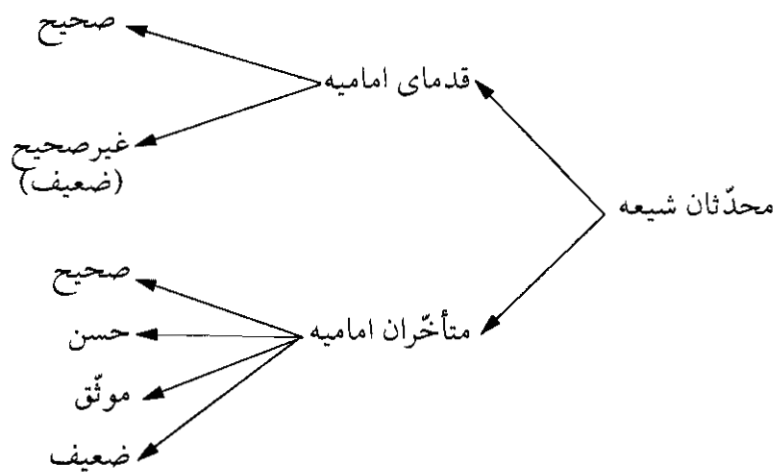 محدّثان شیعه
قدمای امامیه
صحیح
غیرصحیح
(ضعیف)
متأخّران امامیه
صحیح
حسن
موثّق
ضعیف